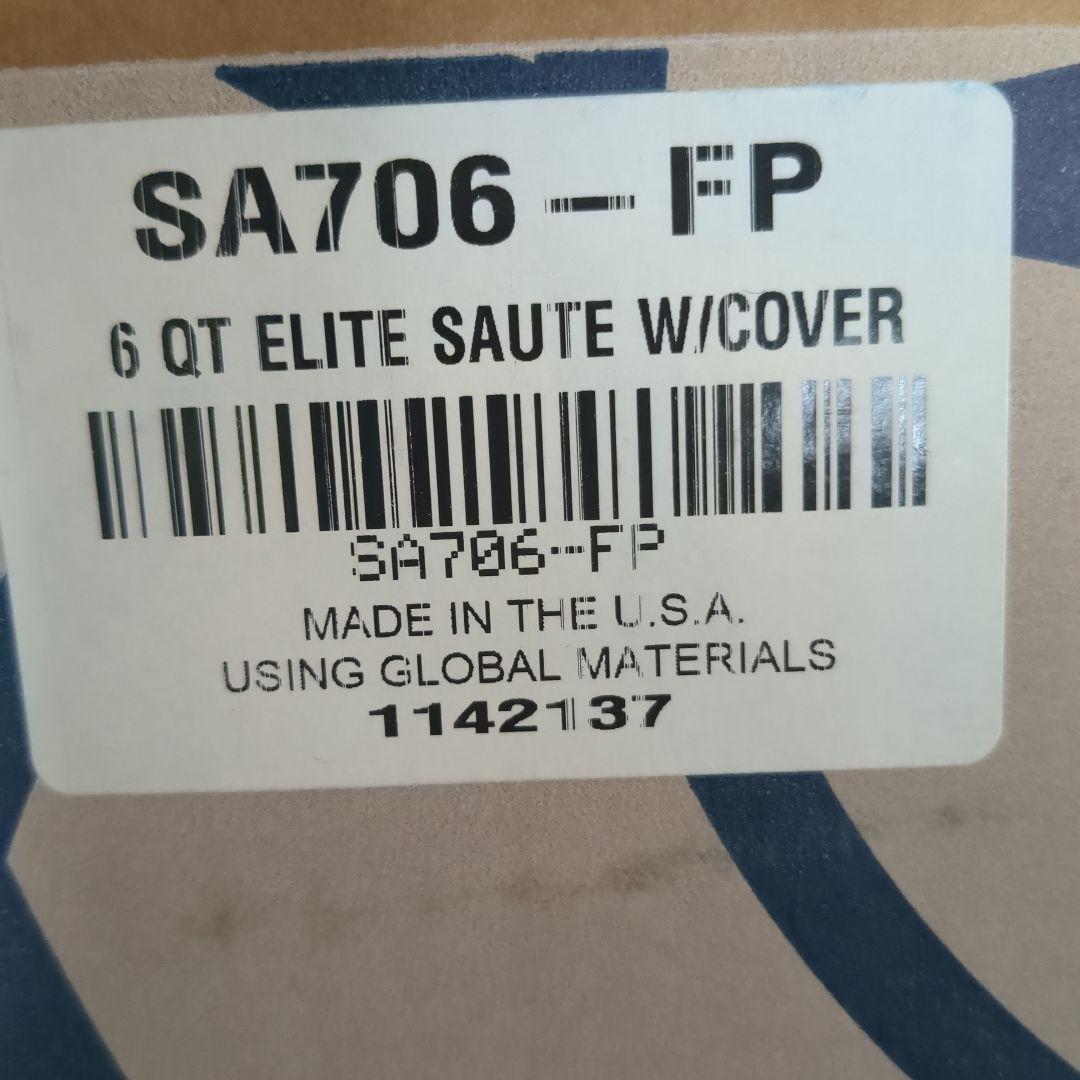 SA706-FP
6 QT ELITE SAUTE W/COVER
SA706-FP
MADE IN THE U.S.A.
USING GLOBAL MATERIALS
1142137